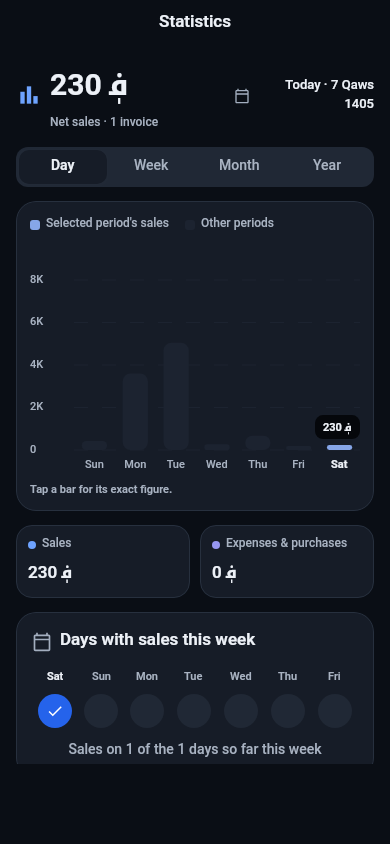 Statistics
230 ؋
Today · 7 Qaws 1405
Net sales · 1 invoice
Day Week Month Year
Selected period's sales Other periods
8K
6K
4K
2K
0
230 ؋
Sun Mon Tue Wed Thu Fri Sat
Tap a bar for its exact figure.
Sales
230 ؋
Expenses & purchases
0 ؋
Days with sales this week
Sat Sun Mon Tue Wed Thu Fri
Sales on 1 of the 1 days so far this week